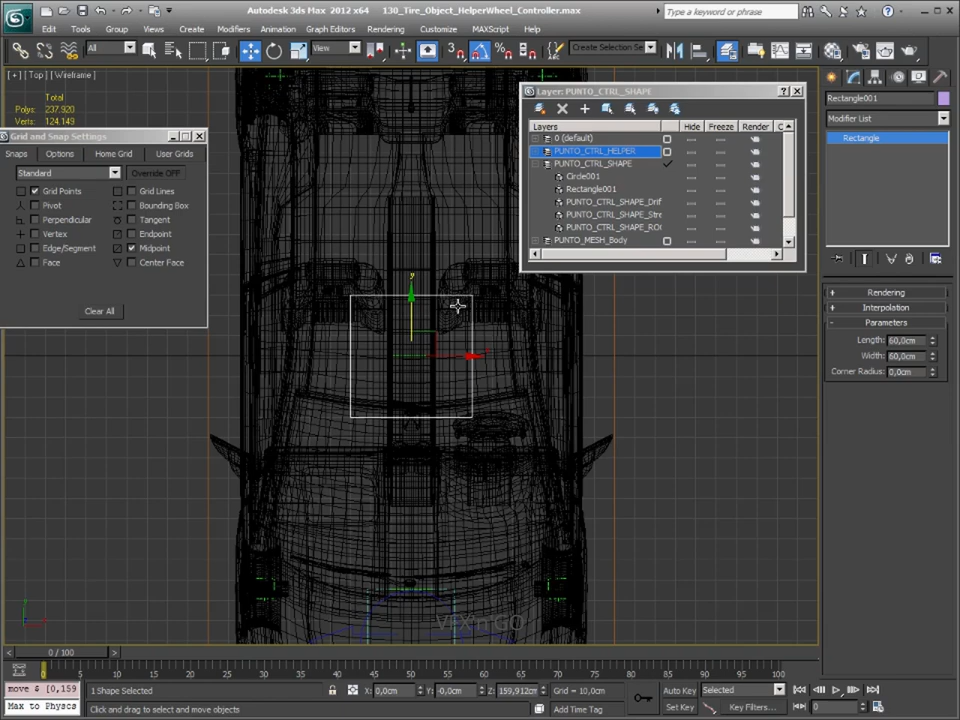 Autodesk 3ds Max 2012 x64    130_Tire_Object_HelperWheel_Controller.max
Type a keyword or phrase
Edit Tools Group Views Create Modifiers Animation Graph Editors Rendering Customize MAXScript Help
All View 3 Create Selection Se
[ + ] [ Top ] [ Wireframe ]
Total
Polys: 237.920
Verts: 124.149
Grid and Snap Settings
Snaps Options Home Grid User Grids
Standard Override OFF
Grid Points Grid Lines
Pivot Bounding Box
Perpendicular Tangent
Vertex Endpoint
Edge/Segment Midpoint
Face Center Face
Clear All
Layer: PUNTO_CTRL_SHAPE
Layers Hide Freeze Render C
0 (default)
PUNTO_CTRL_HELPER
PUNTO_CTRL_SHAPE
Circle001
Rectangle001
PUNTO_CTRL_SHAPE_Drif
PUNTO_CTRL_SHAPE_Stre
PUNTO_CTRL_SHAPE_RO
PUNTO_MESH_Body
Rectangle001
Modifier List
Rectangle
+ Rendering
+ Interpolation
- Parameters
Length: 60,0cm
Width: 60,0cm
Corner Radius: 0,0cm
y
VFX'n'GO
0 / 100
0 5 10 15 20 25 30 35 40 45 50 55 60 65 70 75 80 85 90 95 100
move $ [0,159
1 Shape Selected
X: 0,0cm Y: -0,0cm Z: 159,912cm Grid = 10,0cm
Auto Key Selected
Max to Physcs
Click and drag to select and move objects
Add Time Tag
Set Key Key Filters... 0